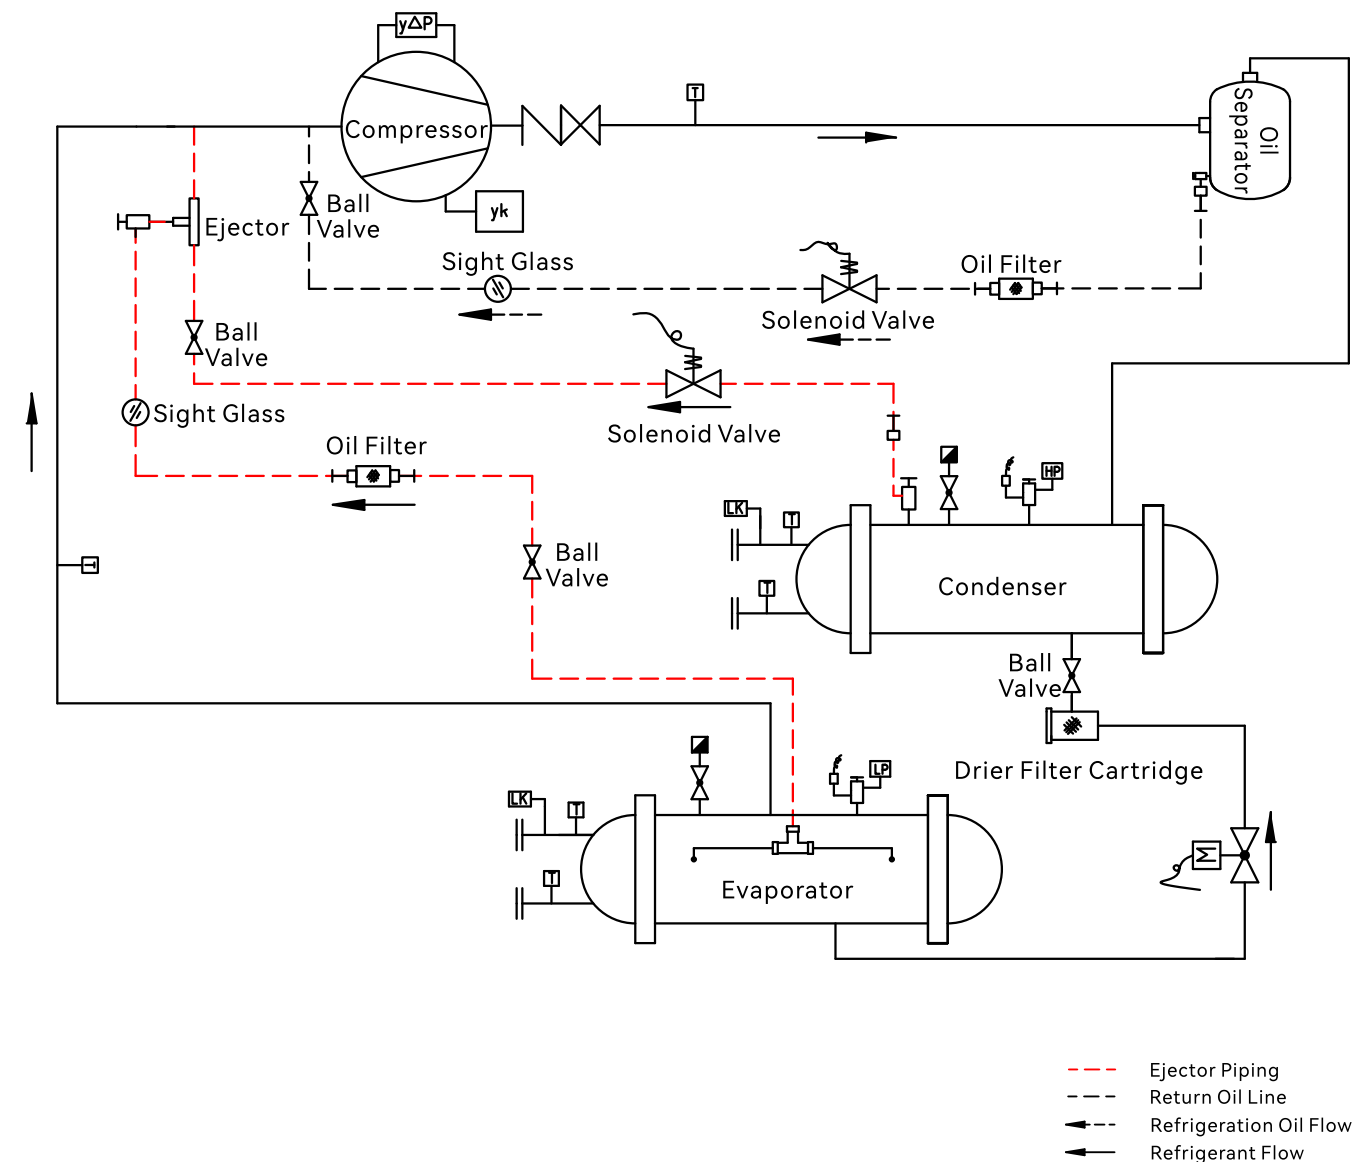 y∆P
T
Compressor
Separator
Oil
Ball
Valve
yk
Ejector
Sight Glass
Oil Filter
Solenoid Valve
Ball
Valve
Sight Glass
Solenoid Valve
Oil Filter
HP
LK
T
Ball
Valve
T
Condenser
T
Ball
Valve
Drier Filter Cartridge
LP
LK
T
M
T
Evaporator
Ejector Piping
Return Oil Line
Refrigeration Oil Flow
Refrigerant Flow